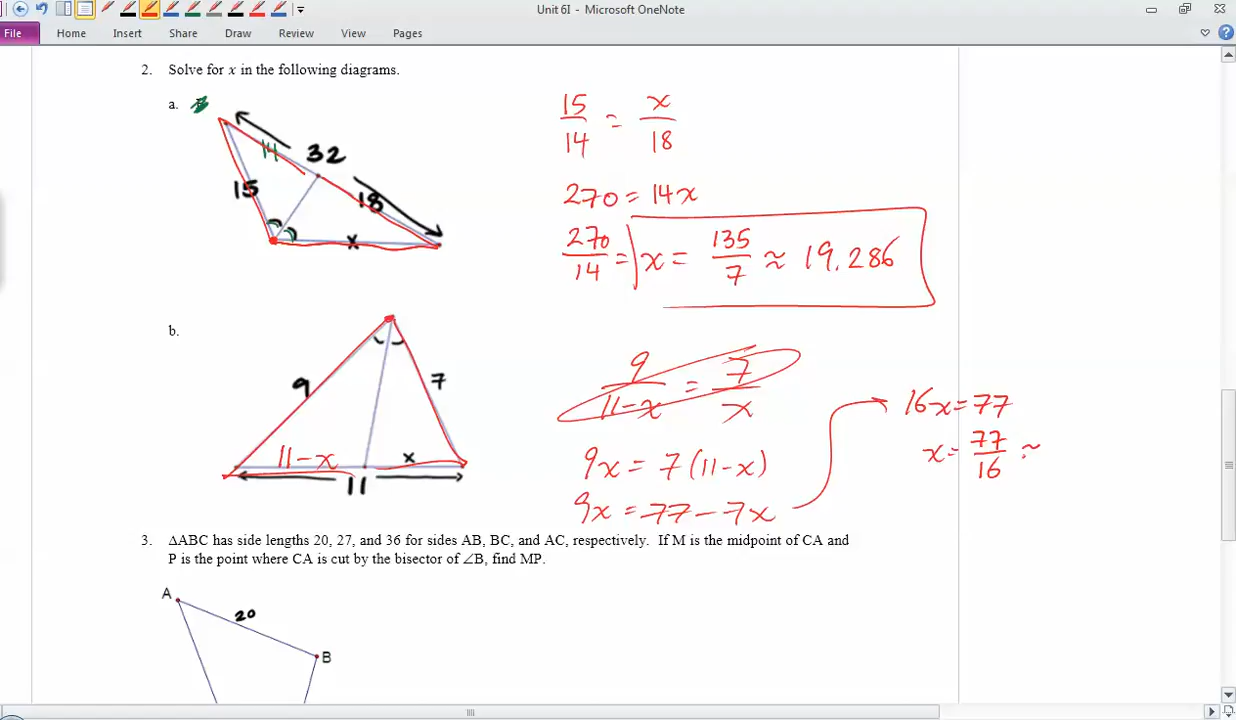 Unit 6I - Microsoft OneNote
File Home Insert Share Draw Review View Pages
2. Solve for x in the following diagrams.
a.
14 32
15 18
x
15/14 = x/18
270 = 14x
270/14 = x = 135/7 ≈ 19.286
b.
9 7
11-x x
11
9/11-x = 7/x
9x = 7(11-x)
9x = 77-7x
16x = 77
x = 77/16 ≈
3. ΔABC has side lengths 20, 27, and 36 for sides AB, BC, and AC, respectively. If M is the midpoint of CA and
P is the point where CA is cut by the bisector of ∠B, find MP.
A
20
B